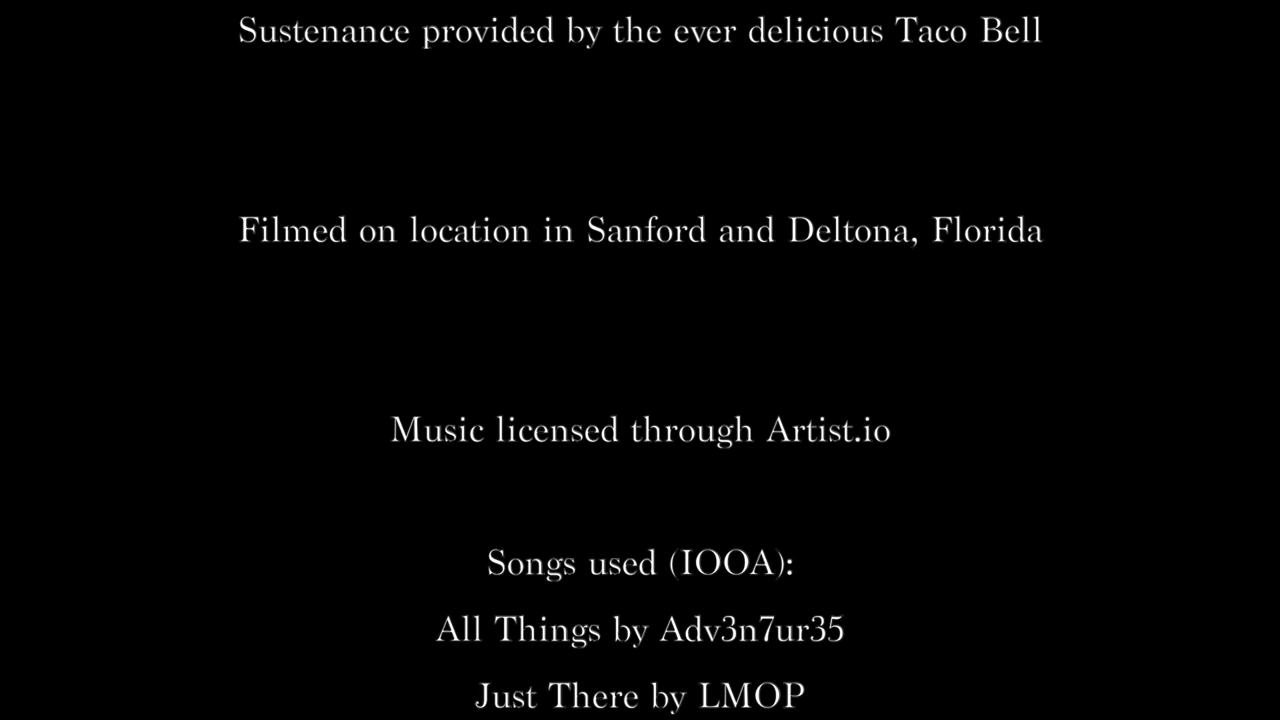 Sustenance provided by the ever delicious Taco Bell
Filmed on location in Sanford and Deltona, Florida
Music licensed through Artist.io
Songs used (IOOA):
All Things by Adv3n7ur35
Just There by LMOP